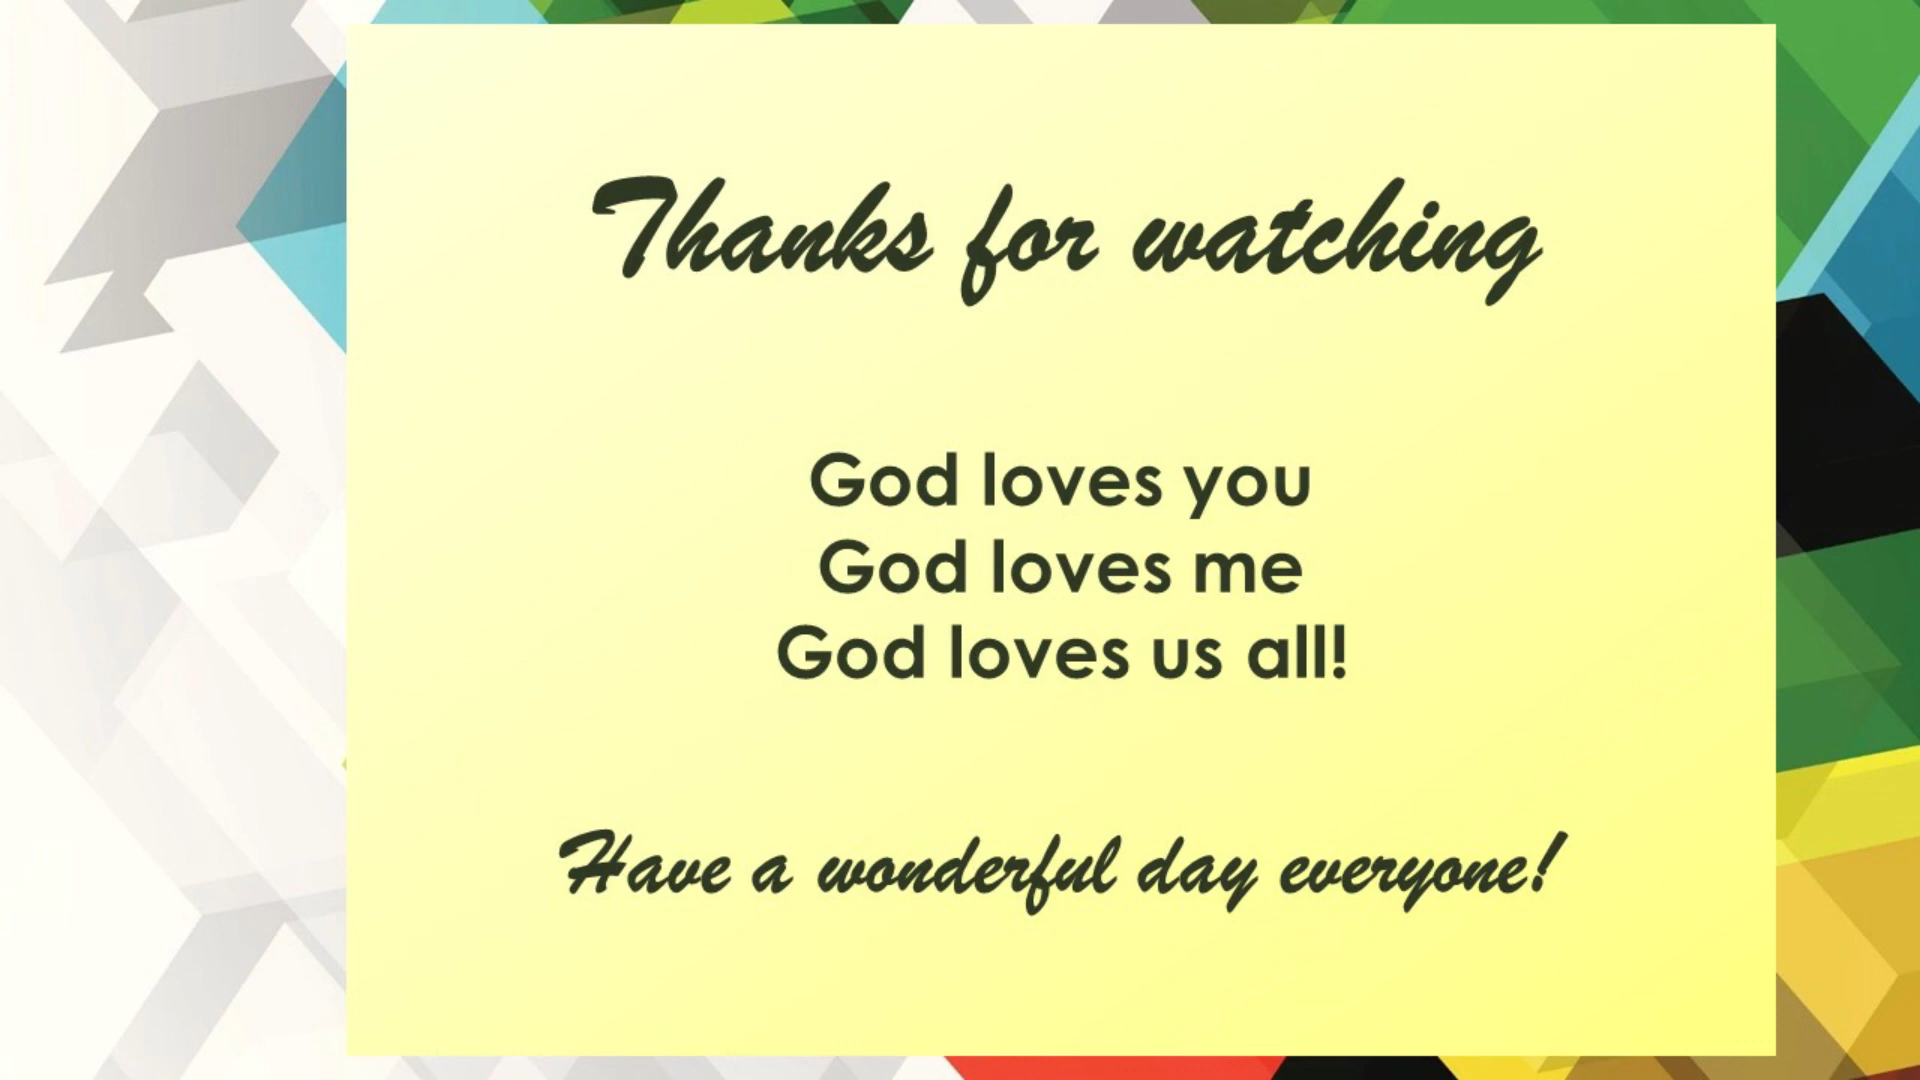 Thanks for watching
God loves you
God loves me
God loves us all!
Have a wonderful day everyone!